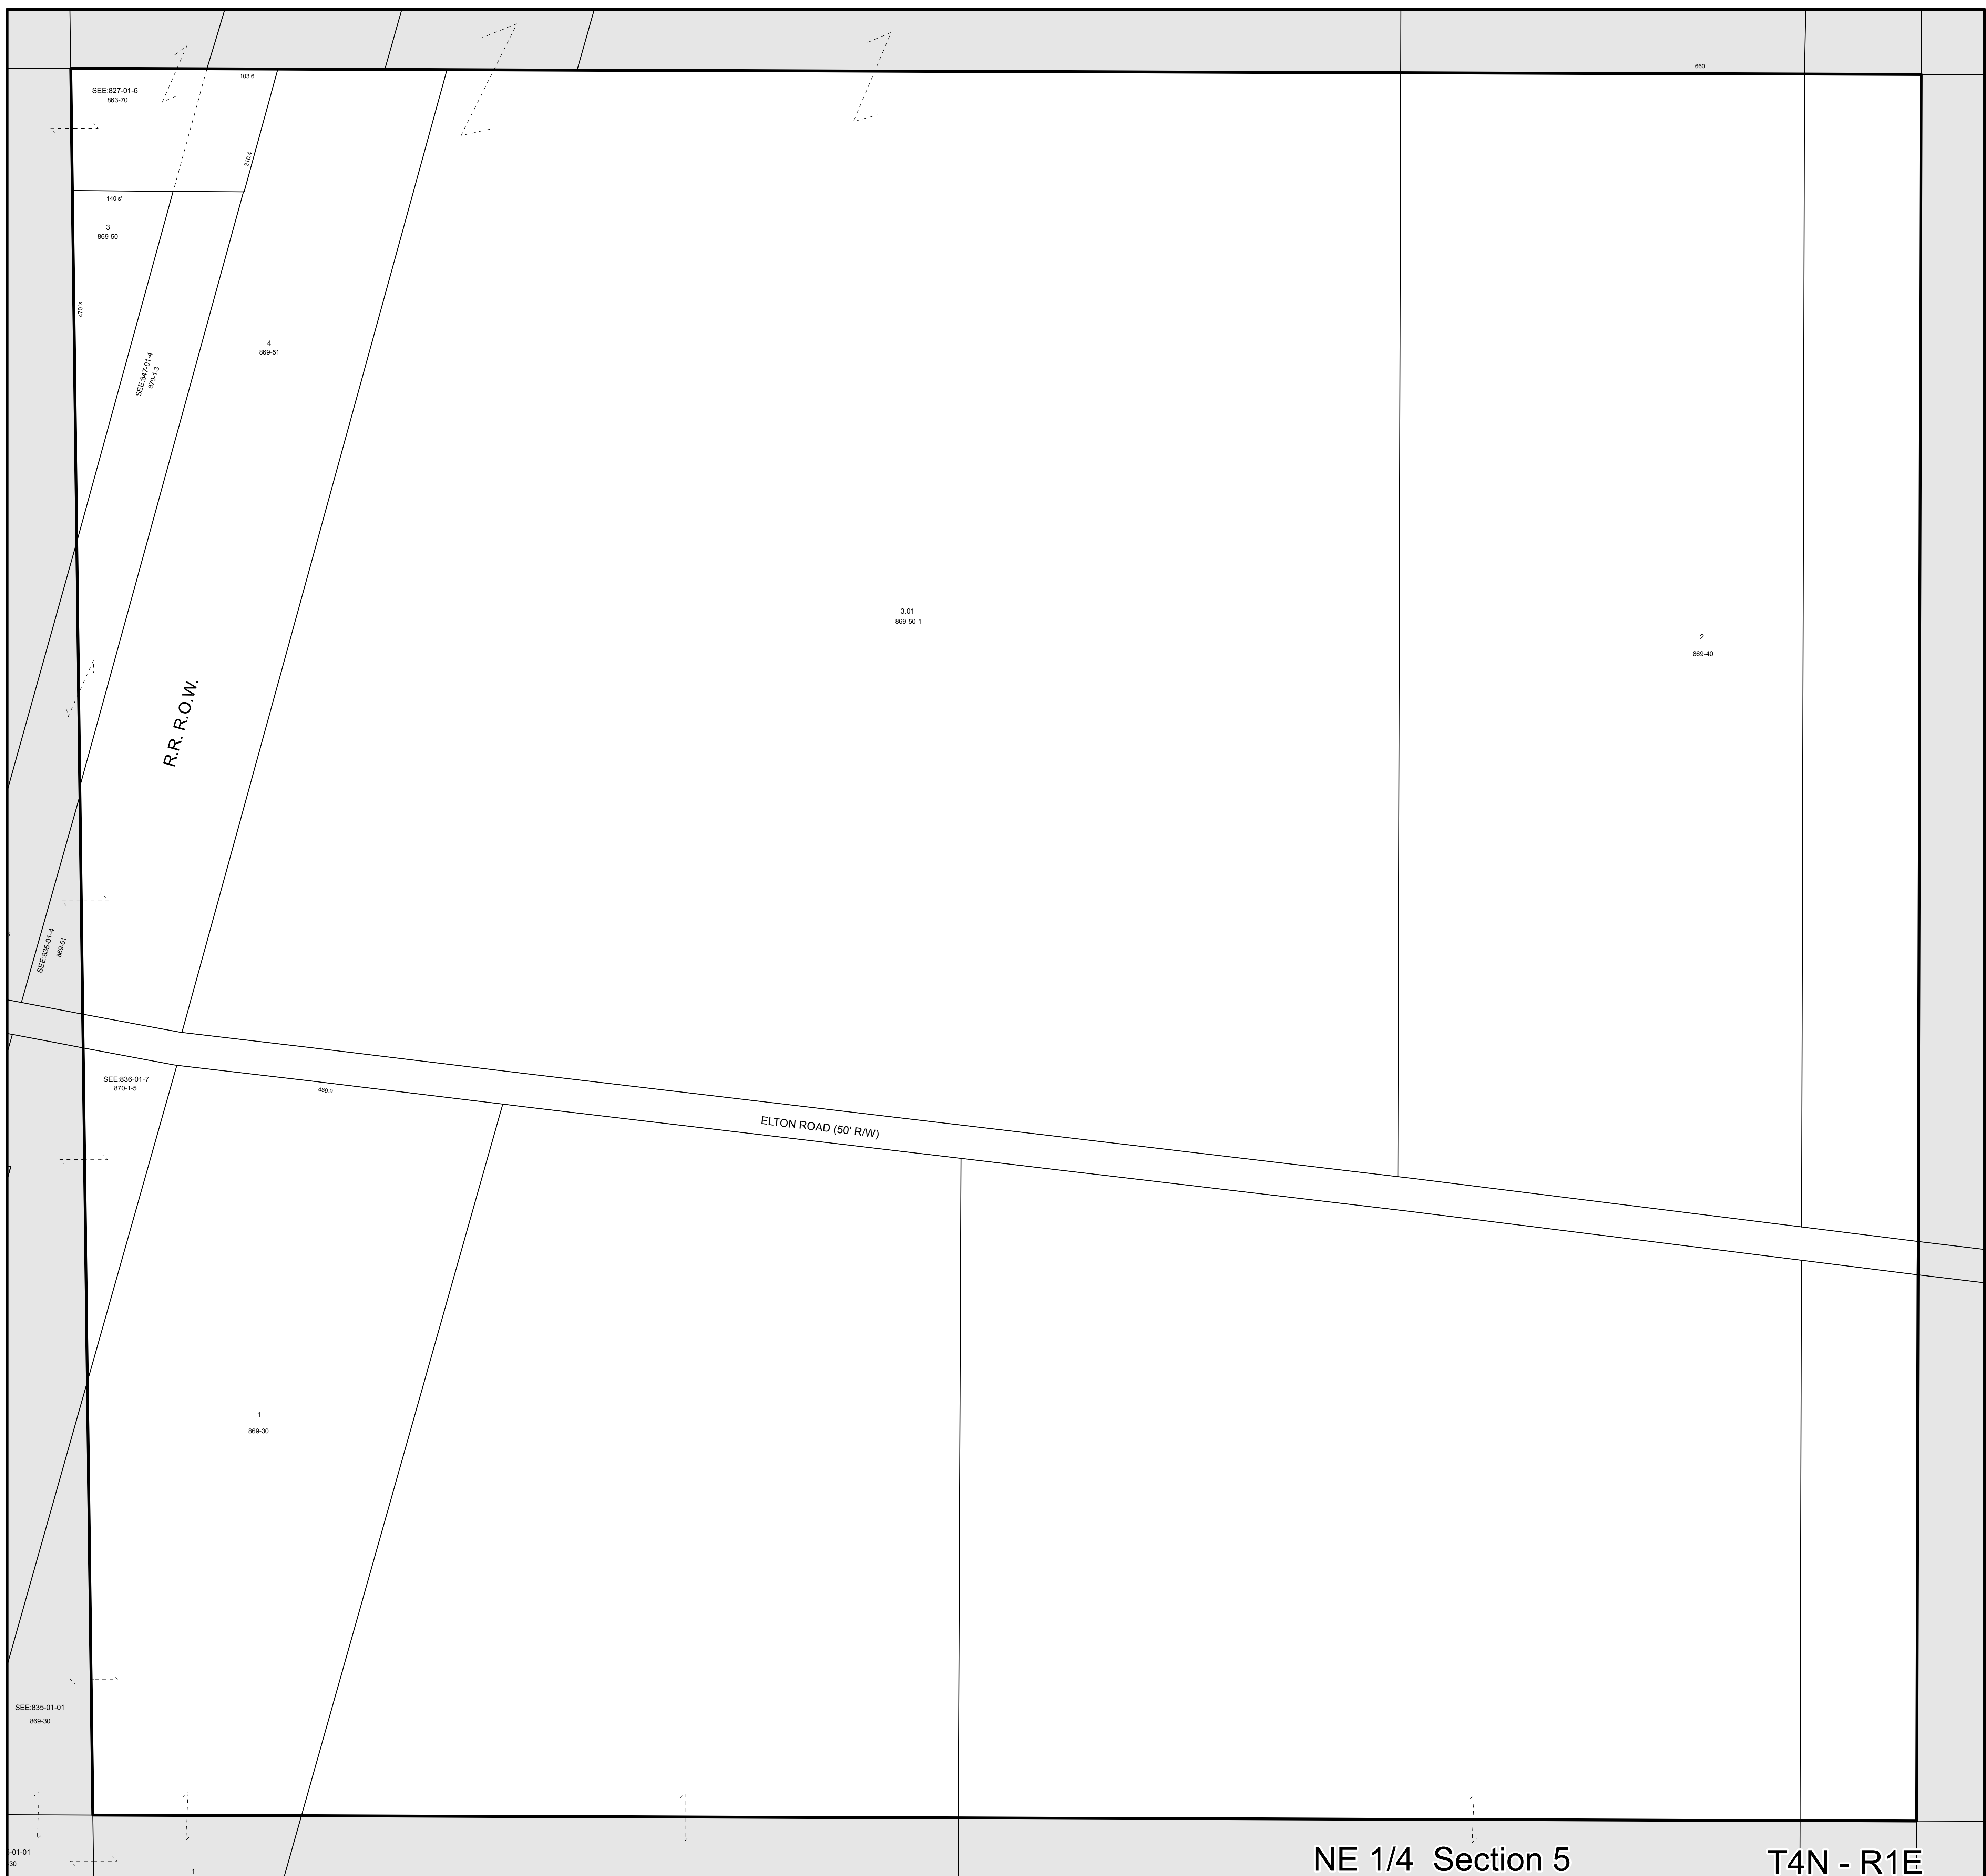 660
103.6
SEE:827-01-6
863-70
210.4
140 s'
3
869-50
470 's
4
869-51
SEE:847-01-4
870-1-3
3.01
869-50-1
2
869-40
R.R. R.O.W.
SEE:835-01-4
869-51
SEE:836-01-7
870-1-5
489.9
ELTON ROAD (50' R/W)
1
869-30
SEE:835-01-01
869-30
-01-01
-30
1
NE 1/4 Section 5
T4N - R1E